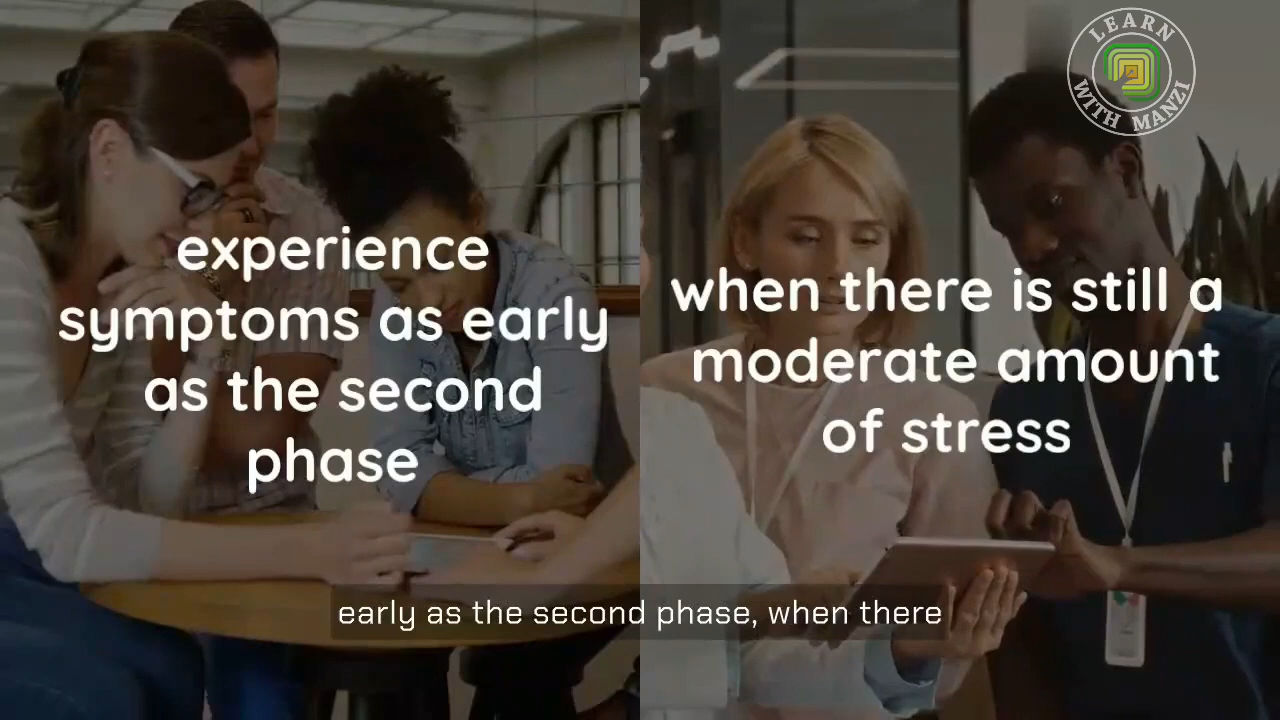 LEARN
WITH MANZI
experience
symptoms as early
as the second
phase
when there is still a
moderate amount
of stress
early as the second phase, when there